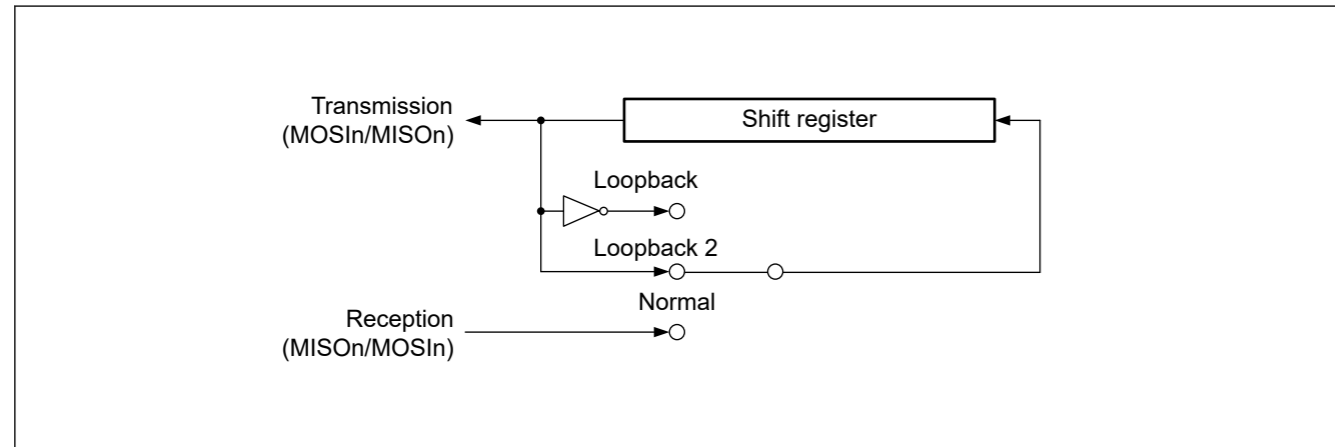 Transmission
(MOSIn/MISOn)
Shift register
Loopback
Loopback 2
Normal
Reception
(MISOn/MOSIn)